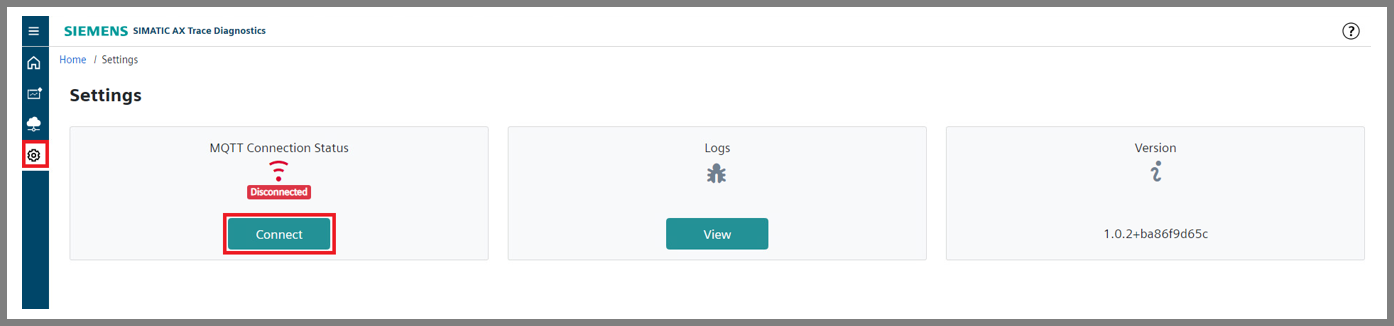 SIEMENS SIMATIC AX Trace Diagnostics
Home / Settings
Settings
MQTT Connection Status
Disconnected
Connect
Logs
View
Version
1.0.2+ba86f9d65c